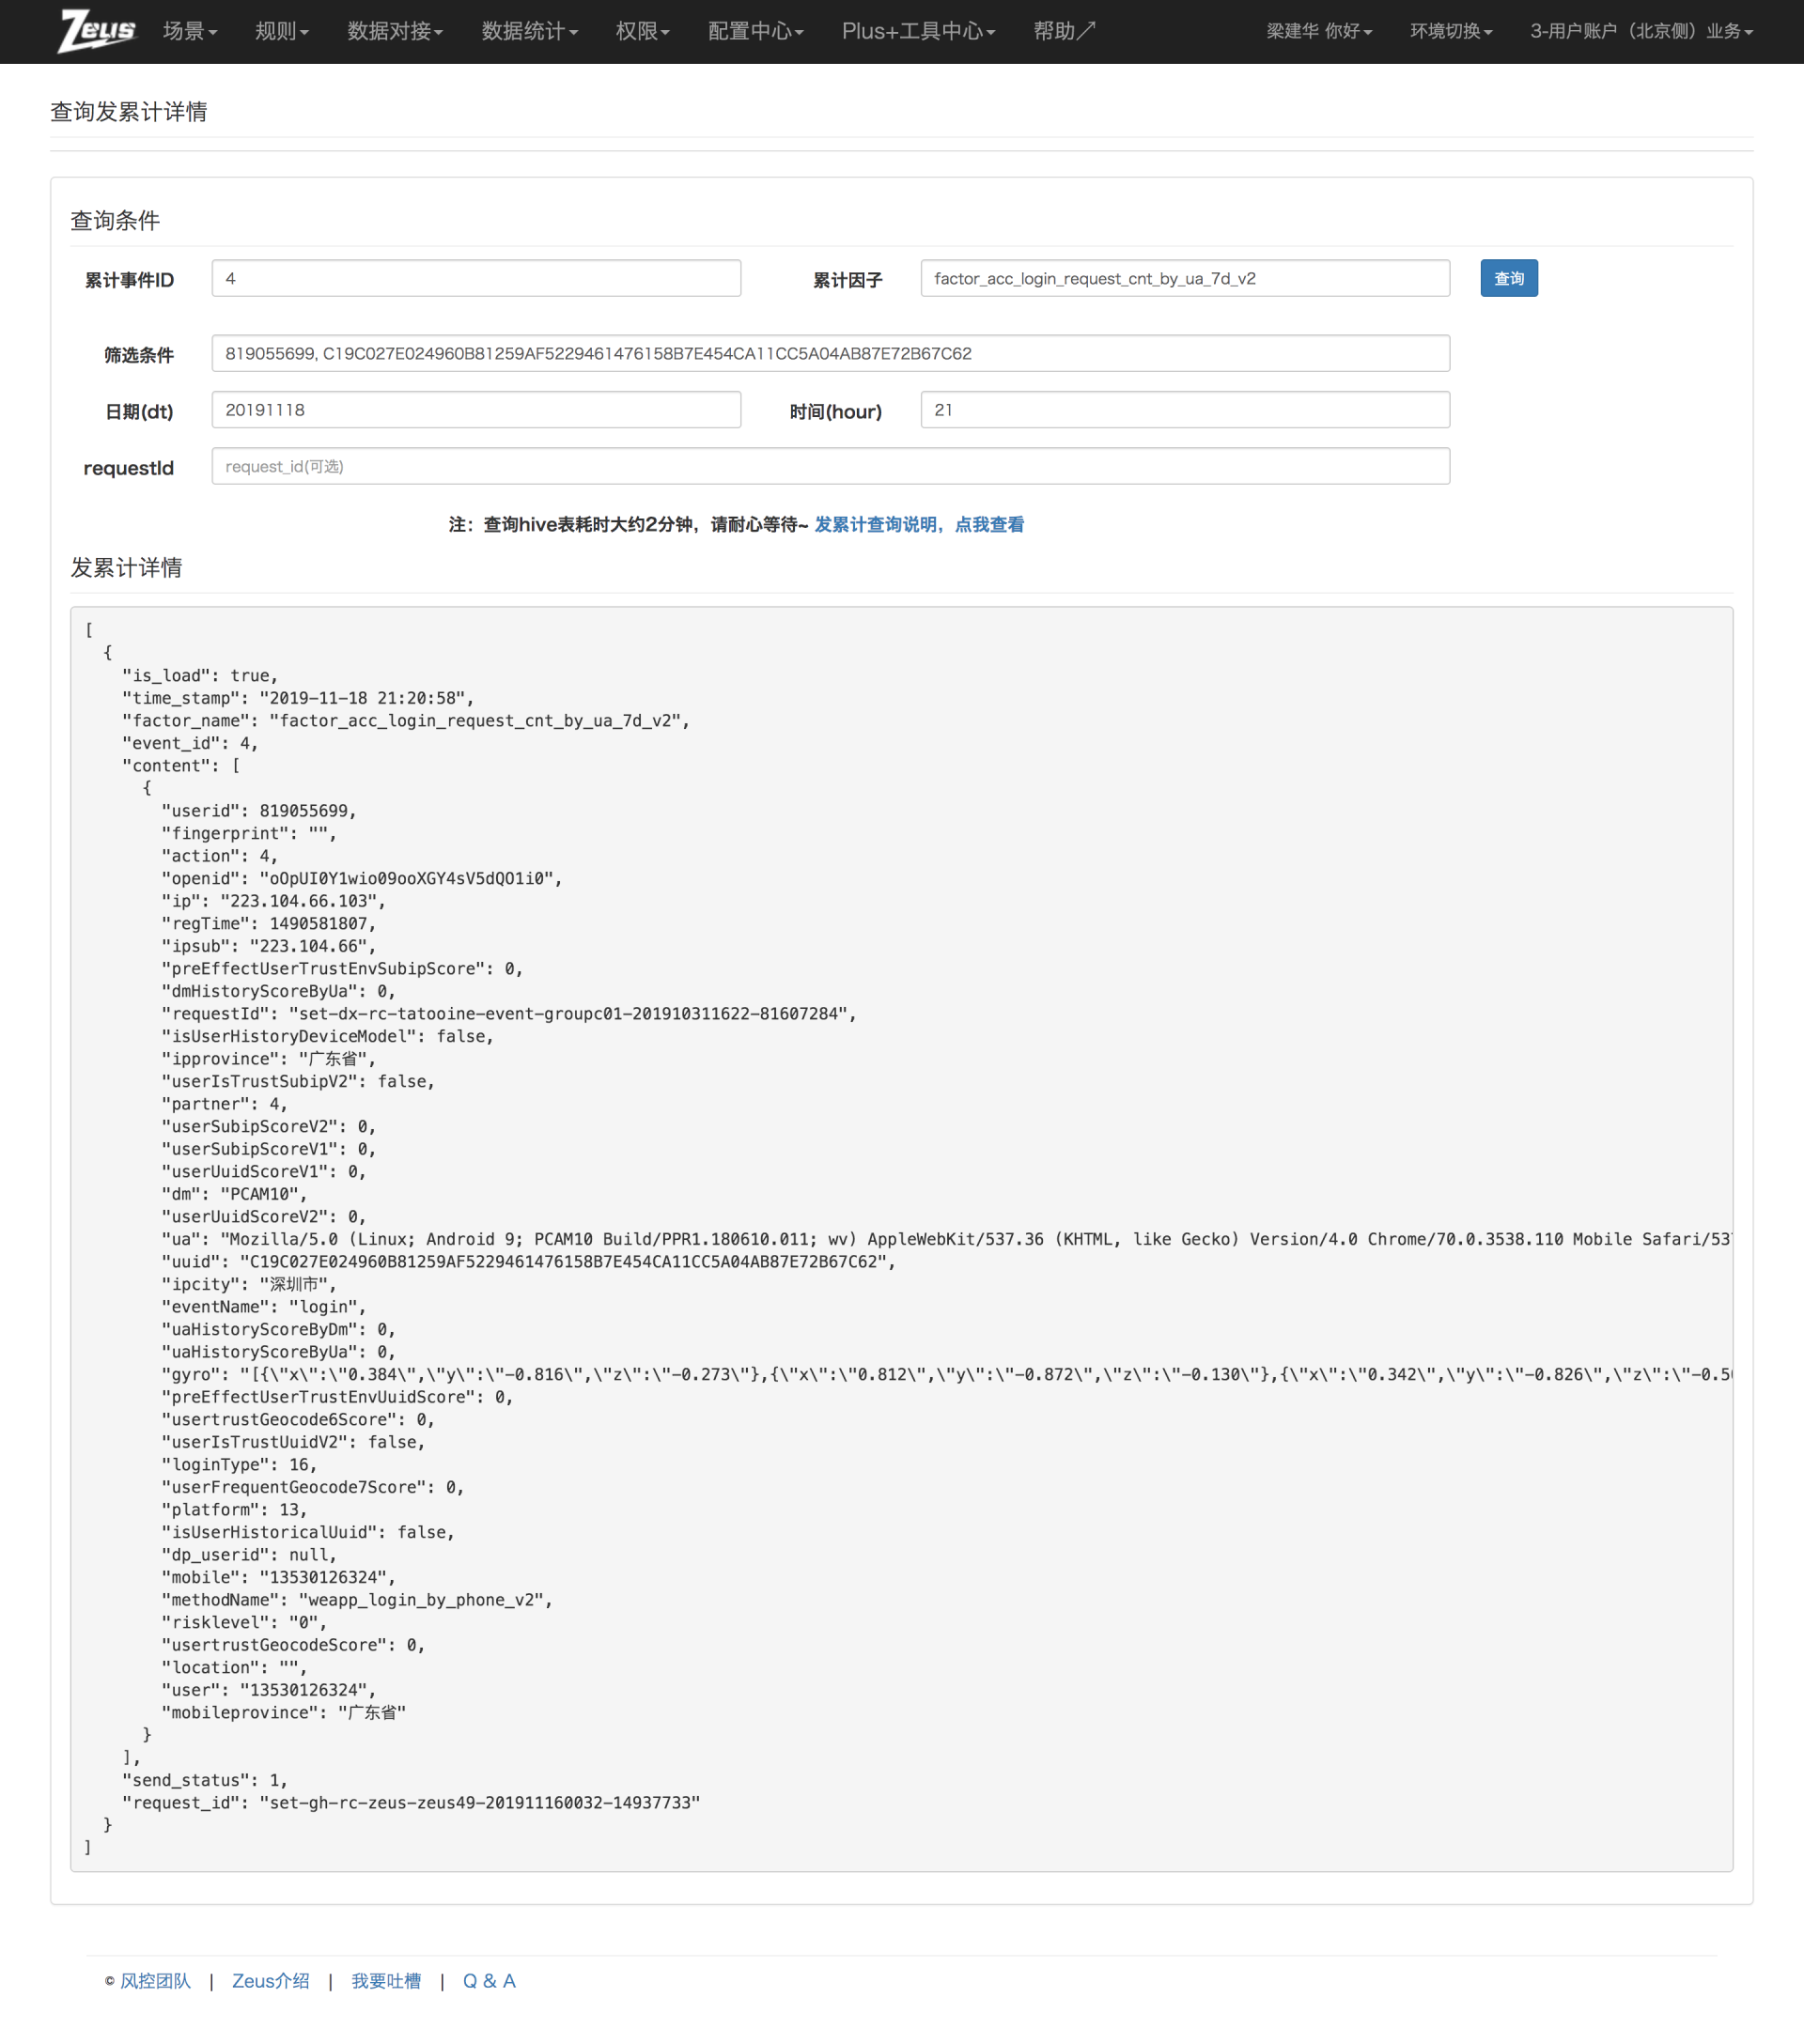 Zeus 场景 规则 数据对接 数据统计 权限 配置中心 Plus+工具中心 帮助↗ 梁建华 你好 环境切换 3-用户账户（北京侧）业务
查询发累计详情
查询条件
累计事件ID 4 累计因子 factor_acc_login_request_cnt_by_ua_7d_v2 查询
筛选条件 819055699, C19C027E024960B81259AF5229461476158B7E454CA11CC5A04AB87E72B67C62
日期(dt) 20191118 时间(hour) 21
requestId request_id(可选)
注：查询hive表耗时大约2分钟，请耐心等待~ 发累计查询说明，点我查看
发累计详情
[
{
"is_load": true,
"time_stamp": "2019-11-18 21:20:58",
"factor_name": "factor_acc_login_request_cnt_by_ua_7d_v2",
"event_id": 4,
"content": [
{
"userid": 819055699,
"fingerprint": "",
"action": 4,
"openid": "oOpUI0Y1wio09ooXGY4sV5dQO1i0",
"ip": "223.104.66.103",
"regTime": 1490581807,
"ipsub": "223.104.66",
"preEffectUserTrustEnvSubipScore": 0,
"dmHistoryScoreByUa": 0,
"requestId": "set-dx-rc-tatooine-event-groupc01-201910311622-81607284",
"isUserHistoryDeviceModel": false,
"ipprovince": "广东省",
"userIsTrustSubipV2": false,
"partner": 4,
"userSubipScoreV2": 0,
"userSubipScoreV1": 0,
"userUuidScoreV1": 0,
"dm": "PCAM10",
"userUuidScoreV2": 0,
"ua": "Mozilla/5.0 (Linux; Android 9; PCAM10 Build/PPR1.180610.011; wv) AppleWebKit/537.36 (KHTML, like Gecko) Version/4.0 Chrome/70.0.3538.110 Mobile Safari/537
"uuid": "C19C027E024960B81259AF5229461476158B7E454CA11CC5A04AB87E72B67C62",
"ipcity": "深圳市",
"eventName": "login",
"uaHistoryScoreByDm": 0,
"uaHistoryScoreByUa": 0,
"gyro": "[{\"x\":\"0.384\",\"y\":\"-0.816\",\"z\":\"-0.273\"},{\"x\":\"0.812\",\"y\":\"-0.872\",\"z\":\"-0.130\"},{\"x\":\"0.342\",\"y\":\"-0.826\",\"z\":\"-0.5
"preEffectUserTrustEnvUuidScore": 0,
"usertrustGeocode6Score": 0,
"userIsTrustUuidV2": false,
"loginType": 16,
"userFrequentGeocode7Score": 0,
"platform": 13,
"isUserHistoricalUuid": false,
"dp_userid": null,
"mobile": "13530126324",
"methodName": "weapp_login_by_phone_v2",
"risklevel": "0",
"usertrustGeocodeScore": 0,
"location": "",
"user": "13530126324",
"mobileprovince": "广东省"
}
],
"send_status": 1,
"request_id": "set-gh-rc-zeus-zeus49-201911160032-14937733"
}
]
© 风控团队 | Zeus介绍 | 我要吐槽 | Q & A